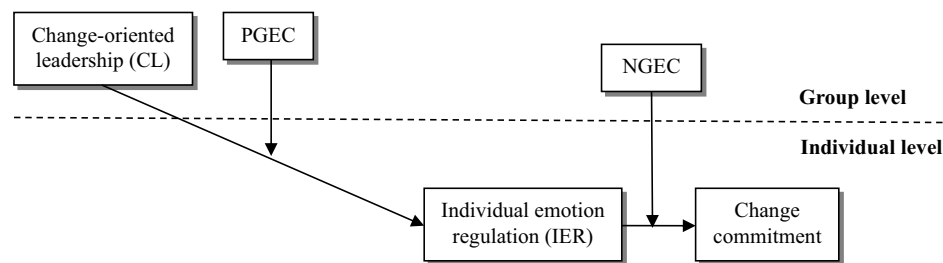 Change-oriented
leadership (CL)
PGEC
NGEC
Group level
Individual level
Individual emotion
regulation (IER)
Change
commitment